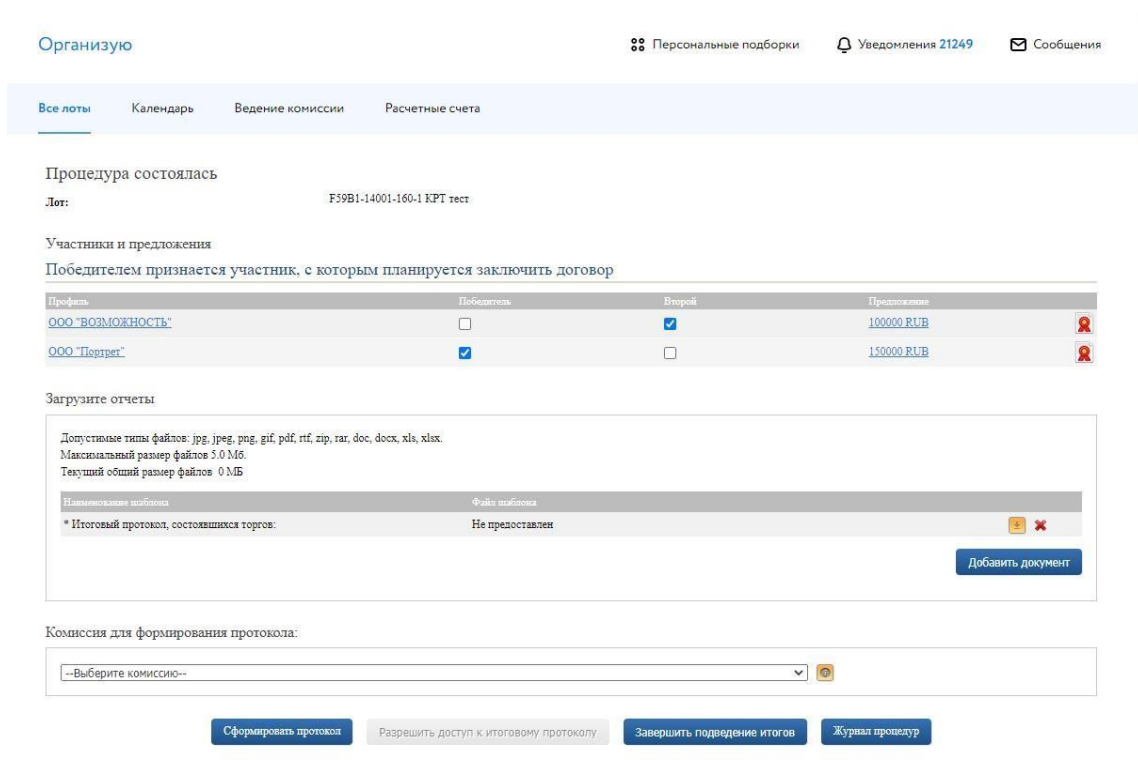 Организую
Персональные подборки Уведомления 21249 Сообщения
Все лоты Календарь Ведение комиссии Расчетные счета
Процедура состоялась
Лот: F59B1-14001-160-1 КРТ тест
Участники и предложения
Победителем признается участник, с которым планируется заключить договор
Профиль Победитель Второй Предложение
ООО "ВОЗМОЖНОСТЬ" 100000 RUB
ООО "Портрет" 150000 RUB
Загрузите отчеты
Допустимые типы файлов: jpg, jpeg, png, gif, pdf, rtf, zip, rar, doc, docx, xls, xlsx.
Максимальный размер файлов 5.0 Мб.
Текущий общий размер файлов 0 МБ
Наименование шаблона Файл шаблона
* Итоговый протокол, состоявшихся торгов: Не предоставлен
Добавить документ
Комиссия для формирования протокола:
--Выберите комиссию--
Сформировать протокол Разрешить доступ к итоговому протоколу Завершить подведение итогов Журнал процедур